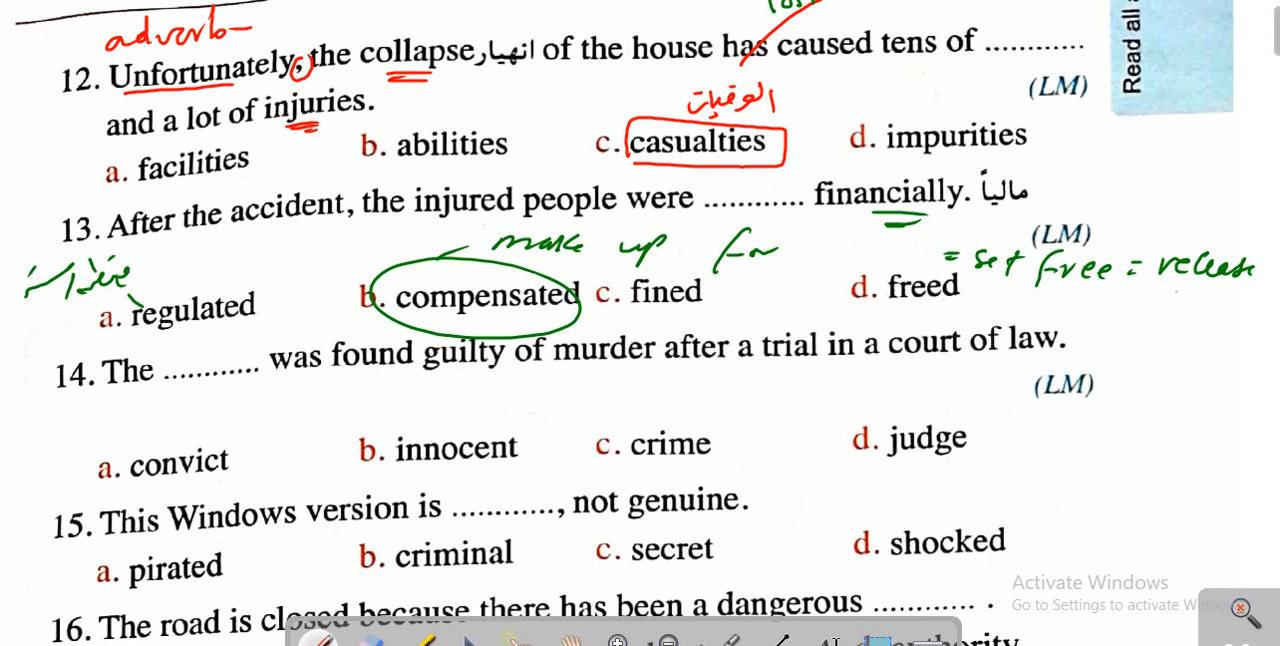 adverb
12. Unfortunately, the collapse انهيار of the house has caused tens of ............
(LM)
and a lot of injuries.
الوفيات
a. facilities b. abilities c. casualties d. impurities
13. After the accident, the injured people were ............ financially. مالياً
(LM)
make up for = set free = release
a. regulated b. compensated c. fined d. freed
14. The ............ was found guilty of murder after a trial in a court of law.
(LM)
a. convict b. innocent c. crime d. judge
15. This Windows version is ............, not genuine.
a. pirated b. criminal c. secret d. shocked
16. The road is closed because there has been a dangerous ............ .
Read all
Activate Windows
Go to Settings to activate